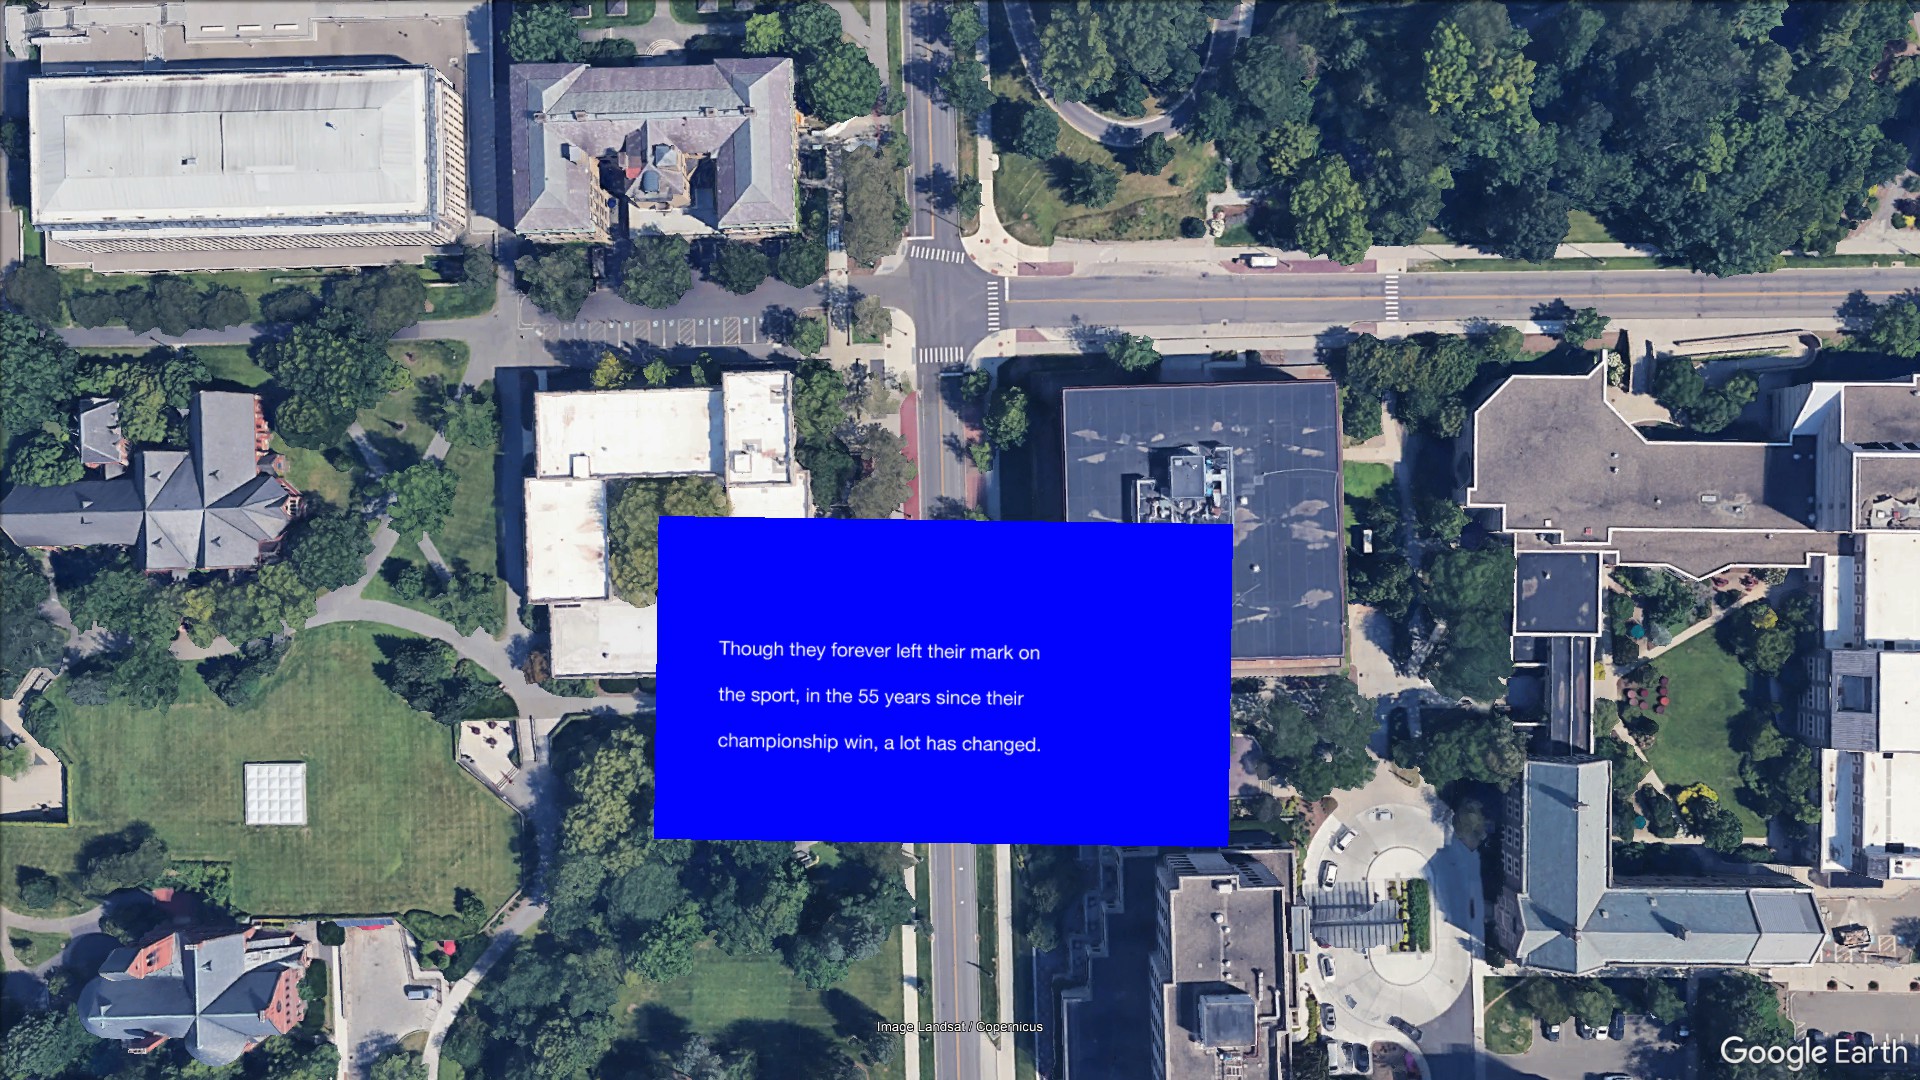 Though they forever left their mark on
the sport, in the 55 years since their
championship win, a lot has changed.
Image Landsat / Copernicus
Google Earth